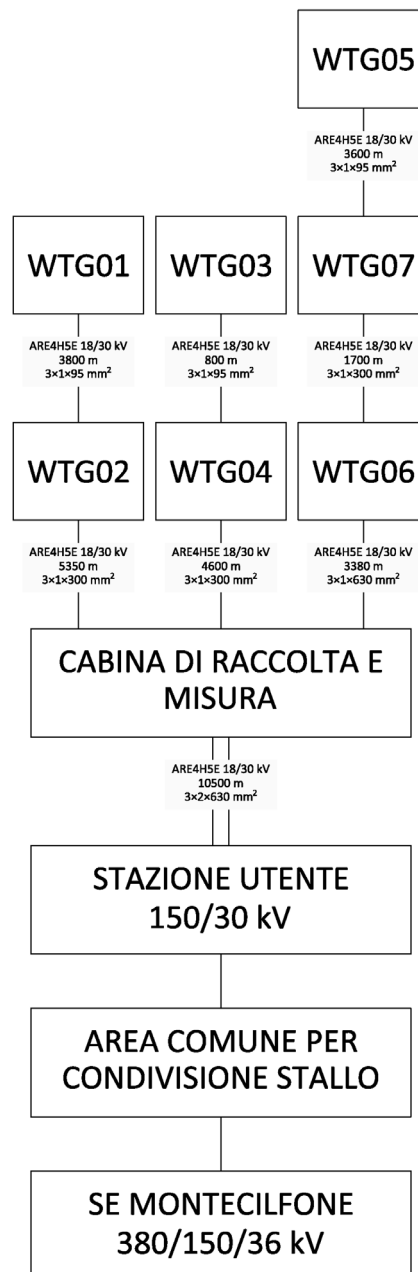 WTG05
ARE4H5E 18/30 kV
3600 m
3×1×95 mm²
WTG01
WTG03
WTG07
ARE4H5E 18/30 kV
3800 m
3×1×95 mm²
ARE4H5E 18/30 kV
800 m
3×1×95 mm²
ARE4H5E 18/30 kV
1700 m
3×1×300 mm²
WTG02
WTG04
WTG06
ARE4H5E 18/30 kV
5350 m
3×1×300 mm²
ARE4H5E 18/30 kV
4600 m
3×1×300 mm²
ARE4H5E 18/30 kV
3380 m
3×1×630 mm²
CABINA DI RACCOLTA E
MISURA
ARE4H5E 18/30 kV
10500 m
3×2×630 mm²
STAZIONE UTENTE
150/30 kV
AREA COMUNE PER
CONDIVISIONE STALLO
SE MONTECILFONE
380/150/36 kV